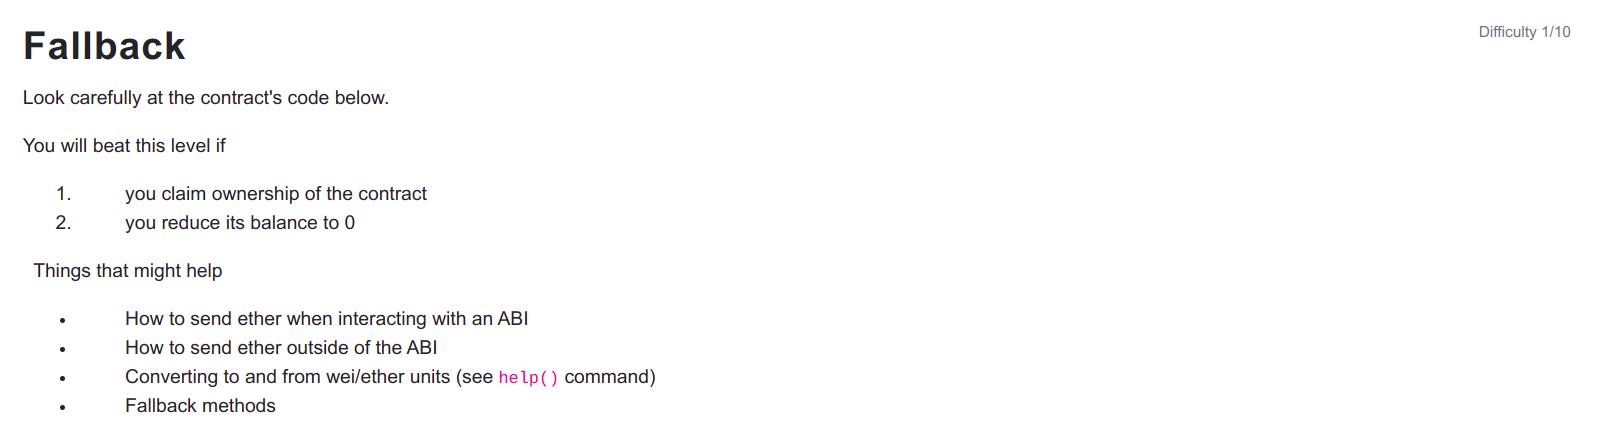 Fallback
Difficulty 1/10
Look carefully at the contract's code below.
You will beat this level if
1. you claim ownership of the contract
2. you reduce its balance to 0
Things that might help
• How to send ether when interacting with an ABI
• How to send ether outside of the ABI
• Converting to and from wei/ether units (see help() command)
• Fallback methods